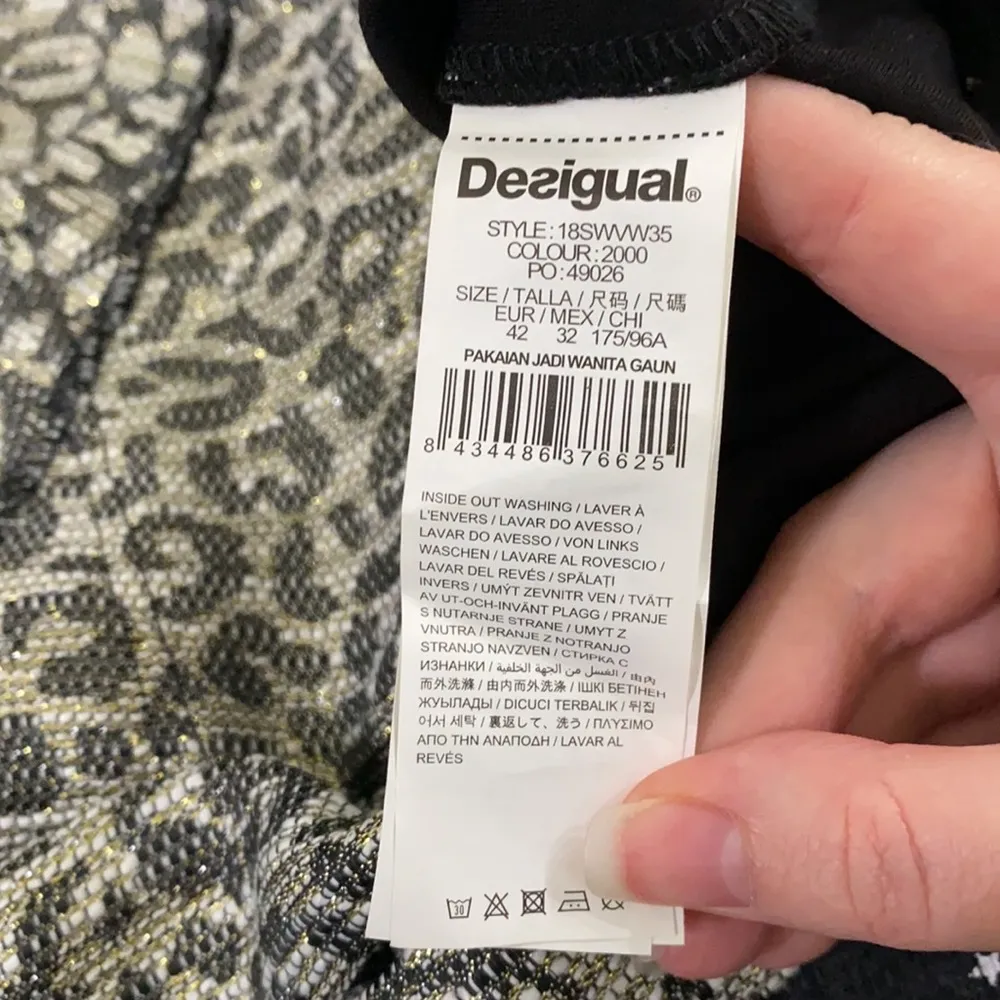 Desigual®
STYLE : 18SWVW35
COLOUR : 2000
PO : 49026
SIZE / TALLA / 尺码 / 尺碼
EUR / MEX / CHI
42 32 175/96A
PAKAIAN JADI WANITA GAUN
8 434486 376625
INSIDE OUT WASHING / LAVER À
L'ENVERS / LAVAR DO AVESSO /
LAVAR DO AVESSO / VON LINKS
WASCHEN / LAVARE AL ROVESCIO /
LAVAR DEL REVÉS / SPĂLAȚI
INVERS / UMÝT ZEVNITR VEN / TVÄTT
AV UT-OCH-INVÄNT PLAGG / PRANJE
S NUTARNJE STRANE / UMYT Z
VNUTRA / PRANJE Z NOTRANJO
STRANJO NAVZVEN / СТИРКА С
ИЗНАНКИ / الغسل من الجهة الخلفية / 由内
而外洗滌 / 由内而外洗涤 / ІШКІ БЕТІНЕН
ЖУЫЛАДЫ / DICUCI TERBALIK / 뒤집
어서 세탁 / 裏返して、洗う / ΠΛΥΣΙΜΟ
ΑΠΟ ΤΗΝ ΑΝΑΠΟΔΗ / LAVAR AL
REVÉS
30